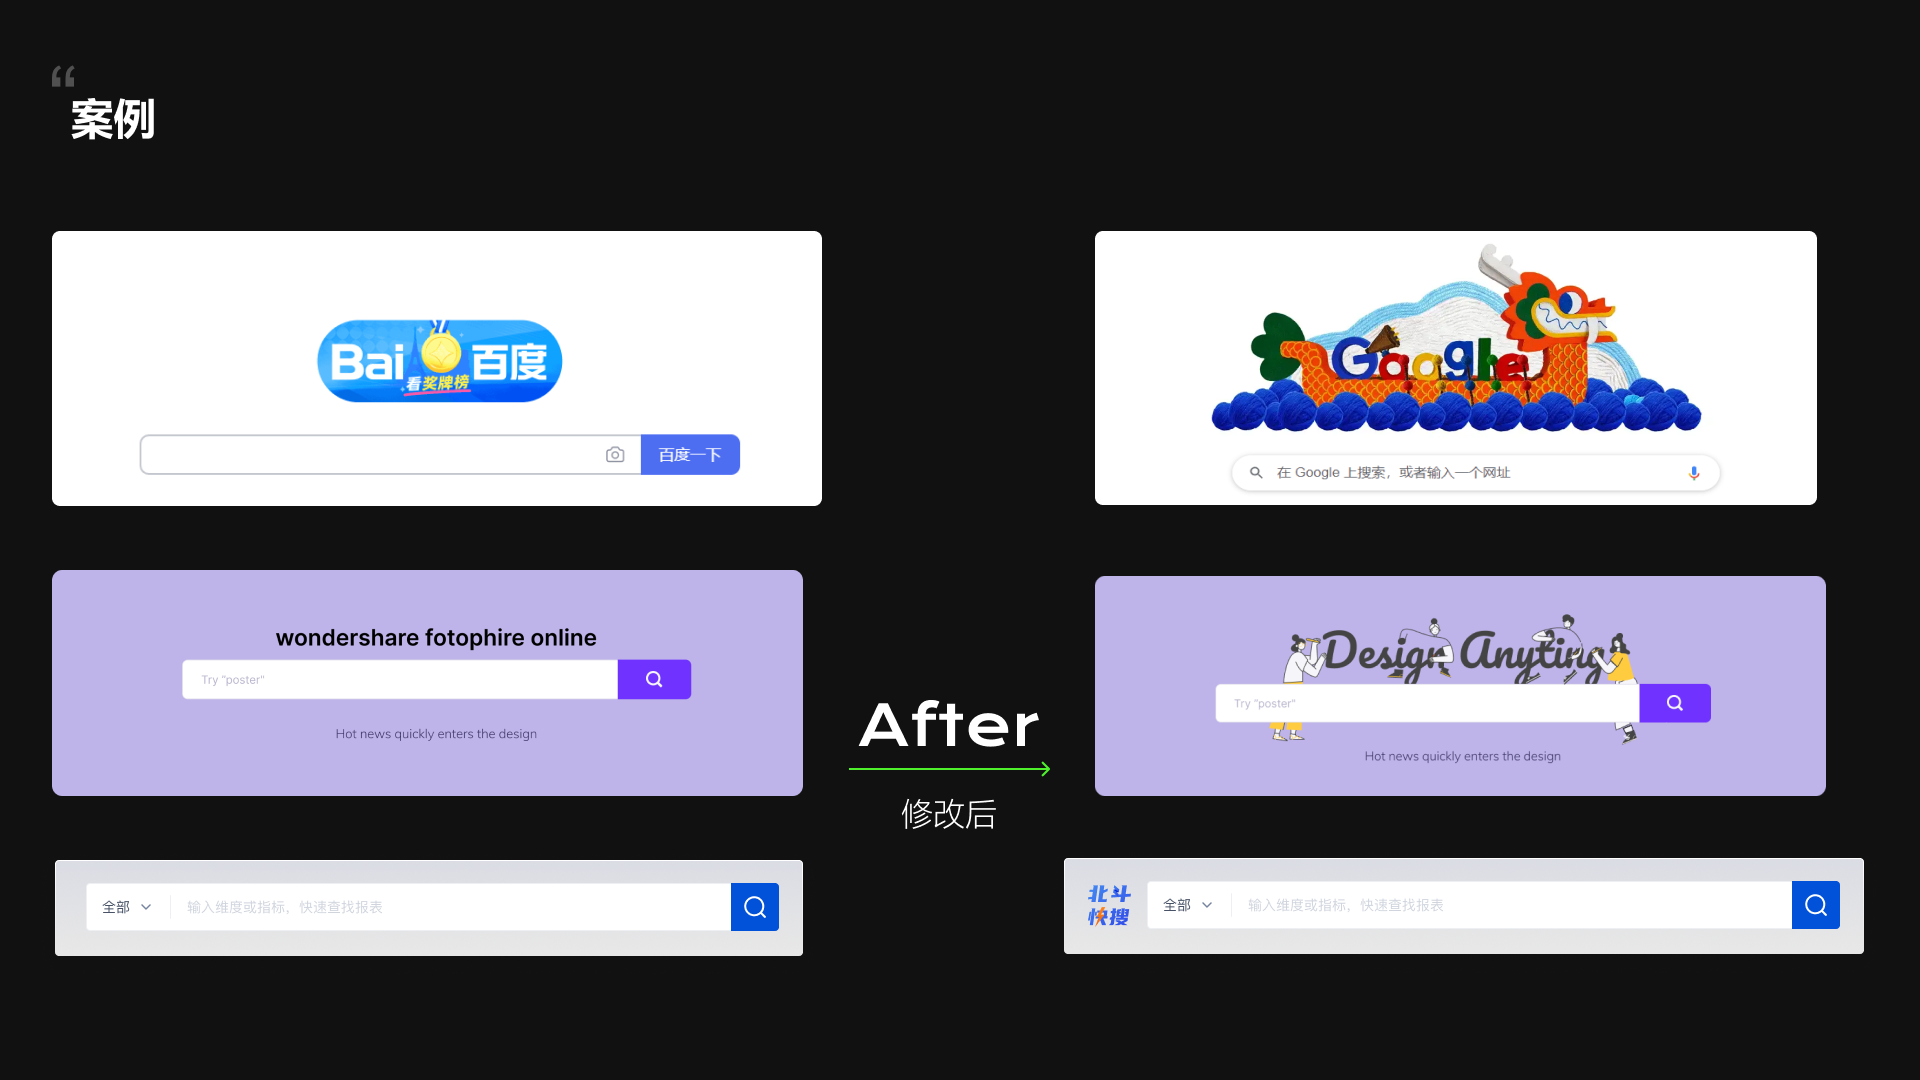 “
案例
Bai 百度
看奖牌榜
百度一下
Google
在 Google 上搜索，或者输入一个网址
wondershare fotophire online
Try "poster"
Hot news quickly enters the design
After
修改后
Design Anyting
Try "poster"
Hot news quickly enters the design
全部
输入维度或指标，快速查找报表
北斗
快搜
全部
输入维度或指标，快速查找报表